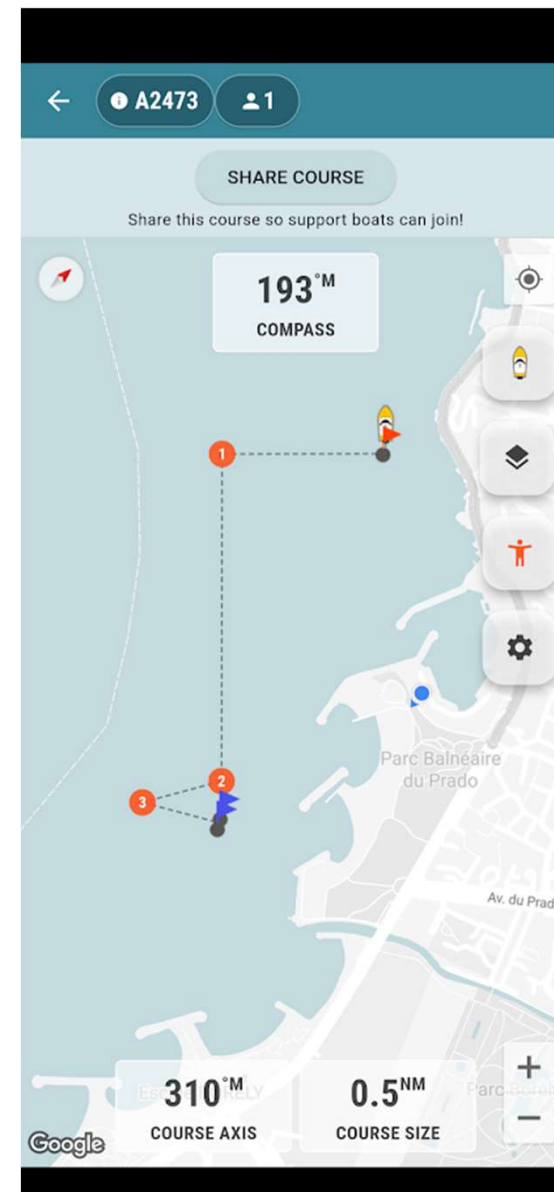 A2473
1
SHARE COURSE
Share this course so support boats can join!
193°M
COMPASS
1
Parc Balnéaire
du Prado
2
3
Av. du Prad
310°M
COURSE AXIS
0.5NM
COURSE SIZE
Google